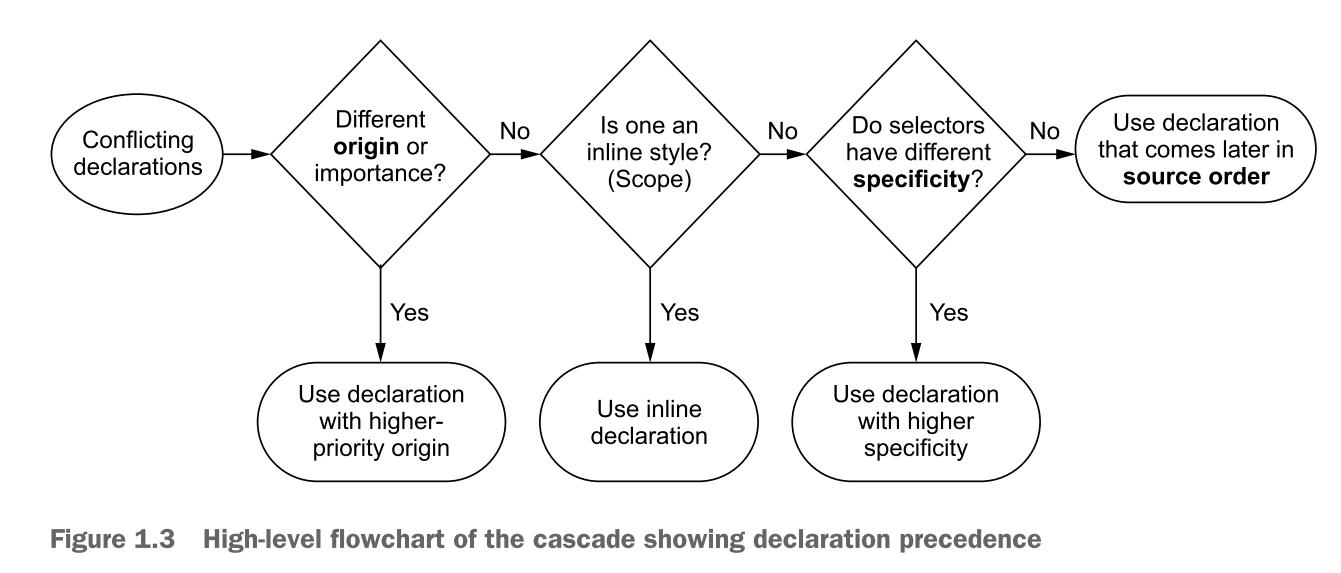 Conflicting
declarations
Different
origin or
importance?
No
Is one an
inline style?
(Scope)
No
Do selectors
have different
specificity?
No
Use declaration
that comes later in
source order
Yes
Yes
Yes
Use declaration
with higher-
priority origin
Use inline
declaration
Use declaration
with higher
specificity
Figure 1.3 High-level flowchart of the cascade showing declaration precedence